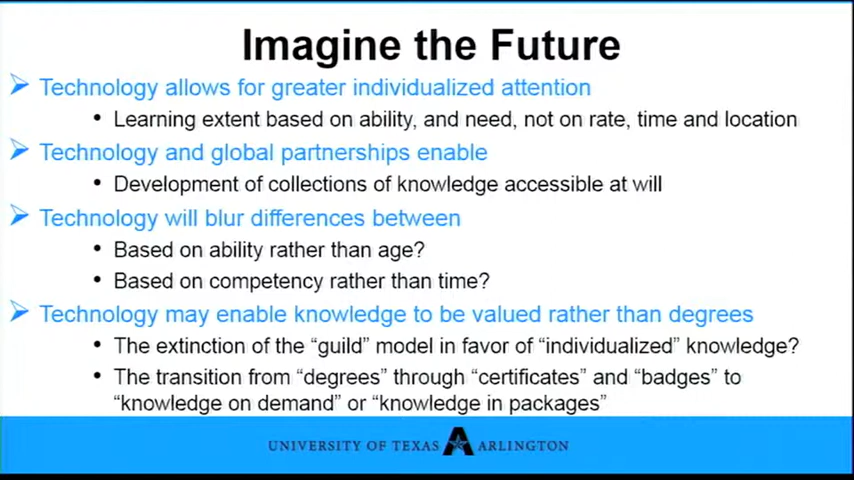 Imagine the Future
Technology allows for greater individualized attention
• Learning extent based on ability, and need, not on rate, time and location
Technology and global partnerships enable
• Development of collections of knowledge accessible at will
Technology will blur differences between
• Based on ability rather than age?
• Based on competency rather than time?
Technology may enable knowledge to be valued rather than degrees
• The extinction of the “guild” model in favor of “individualized” knowledge?
• The transition from “degrees” through “certificates” and “badges” to
“knowledge on demand” or “knowledge in packages”
UNIVERSITY OF TEXAS A ARLINGTON